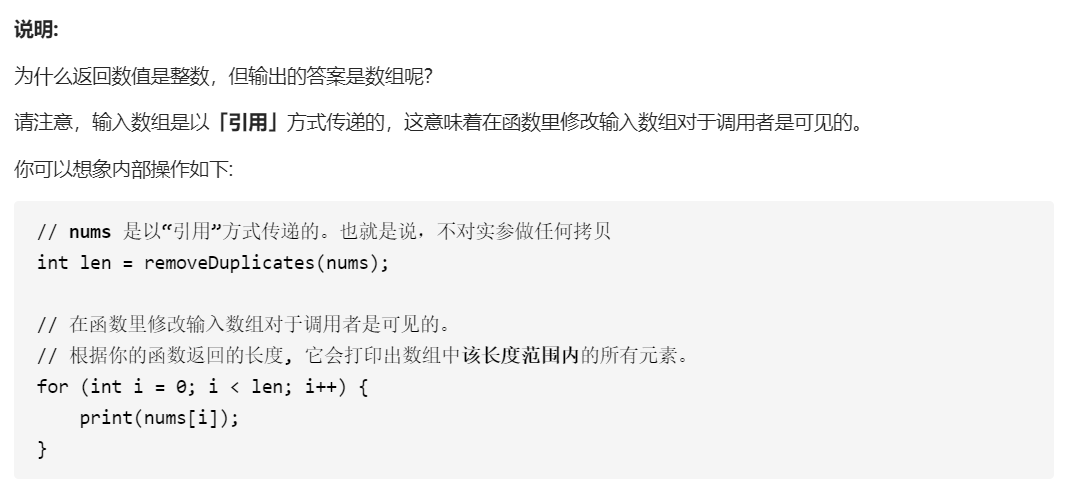 说明:
为什么返回数值是整数，但输出的答案是数组呢?
请注意，输入数组是以「引用」方式传递的，这意味着在函数里修改输入数组对于调用者是可见的。
你可以想象内部操作如下:
// nums 是以“引用”方式传递的。也就是说，不对实参做任何拷贝
int len = removeDuplicates(nums);
// 在函数里修改输入数组对于调用者是可见的。
// 根据你的函数返回的长度, 它会打印出数组中该长度范围内的所有元素。
for (int i = 0; i < len; i++) {
    print(nums[i]);
}